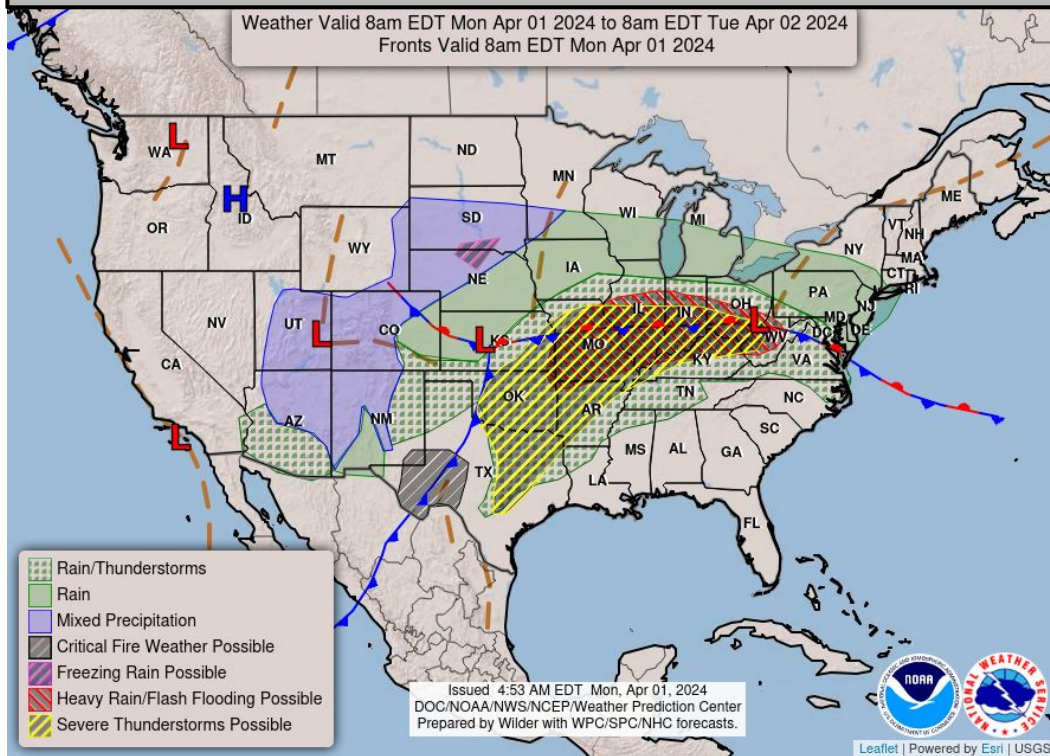 Weather Valid 8am EDT Mon Apr 01 2024 to 8am EDT Tue Apr 02 2024
Fronts Valid 8am EDT Mon Apr 01 2024
L
WA
MT
ND
MN
ME
H
ID
OR
SD
WI
MI
VT
NH
NY
MA
CT
RI
WY
NE
IA
PA
NJ
NV
UT
L
CO
L
KS
MO
IL
IN
OH
L
WV
MD
DC
DE
VA
KY
CA
AZ
NM
OK
AR
TN
NC
SC
L
TX
LA
MS
AL
GA
FL
Rain/Thunderstorms
Rain
Mixed Precipitation
Critical Fire Weather Possible
Freezing Rain Possible
Heavy Rain/Flash Flooding Possible
Severe Thunderstorms Possible
Issued 4:53 AM EDT Mon, Apr 01, 2024
DOC/NOAA/NWS/NCEP/Weather Prediction Center
Prepared by Wilder with WPC/SPC/NHC forecasts.
NOAA
NATIONAL WEATHER SERVICE
Leaflet | Powered by Esri | USGS